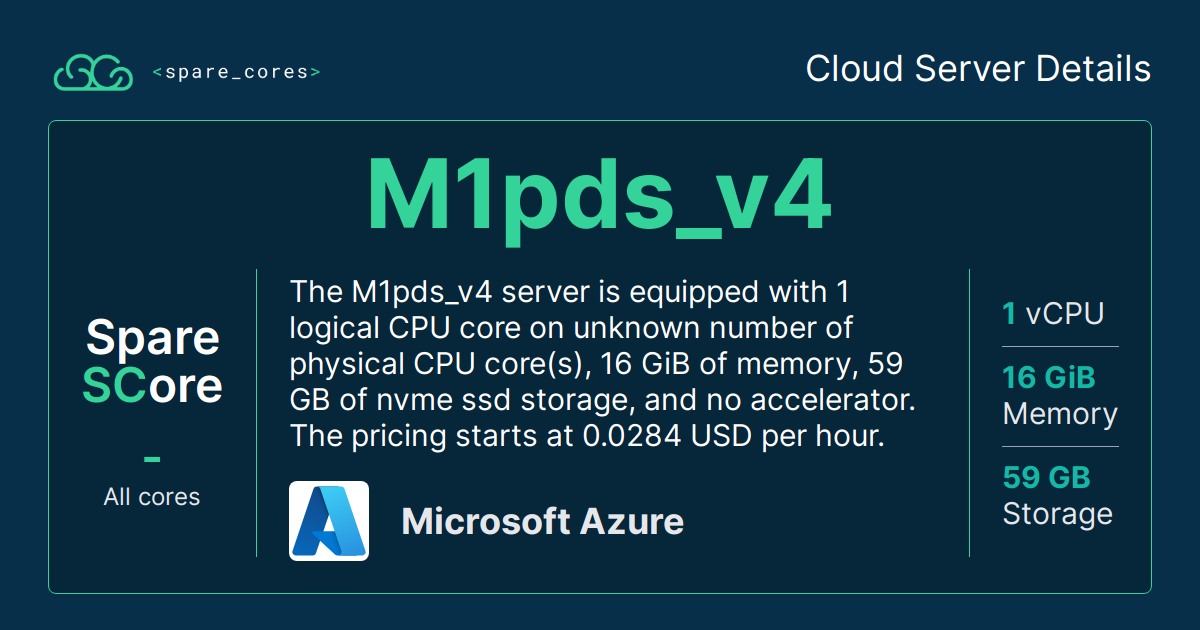 <spare_cores>
Cloud Server Details
M1pds_v4
Spare
SCore
-
All cores
The M1pds_v4 server is equipped with 1
logical CPU core on unknown number of
physical CPU core(s), 16 GiB of memory, 59
GB of nvme ssd storage, and no accelerator.
The pricing starts at 0.0284 USD per hour.
Microsoft Azure
1 vCPU
16 GiB
Memory
59 GB
Storage